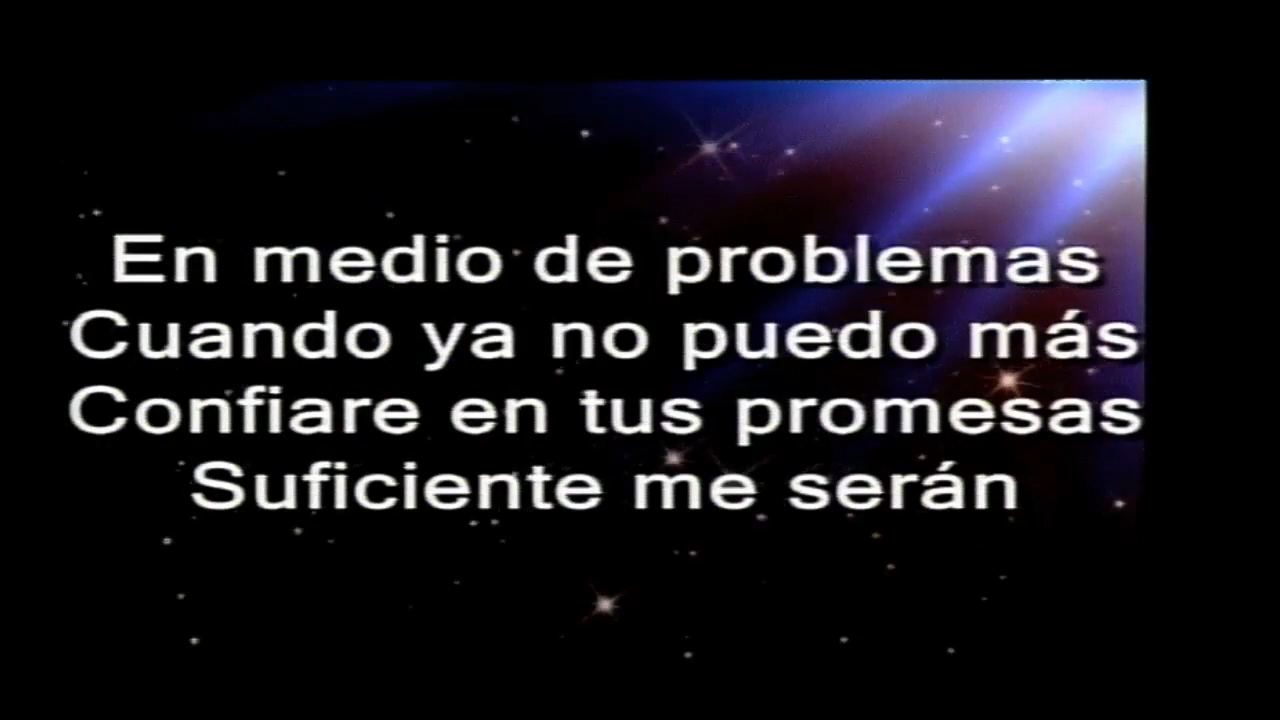 En medio de problemas
Cuando ya no puedo más
Confiare en tus promesas
Suficiente me serán